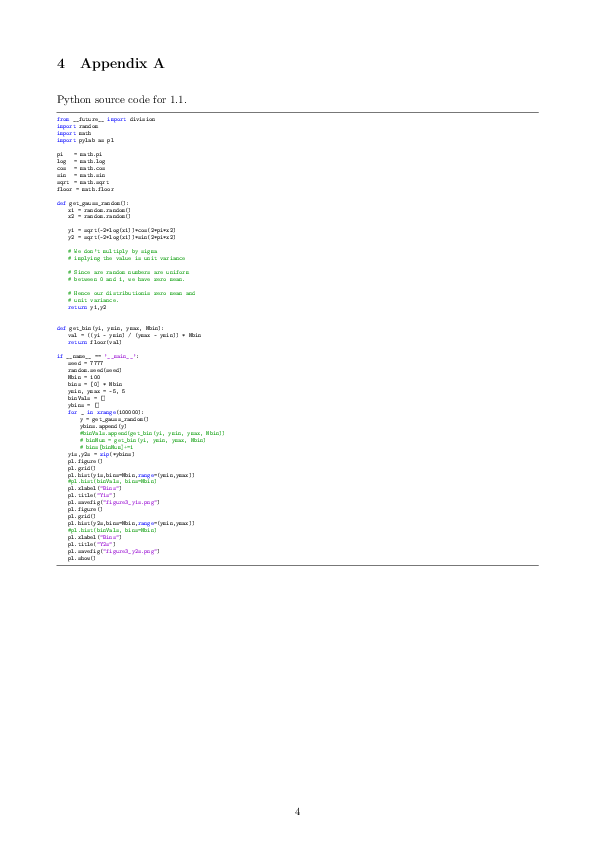 4 Appendix A
Python source code for 1.1.
from __future__ import division
import random
import math
import pylab as pl
pi = math.pi
log = math.log
cos = math.cos
sin = math.sin
sqrt = math.sqrt
floor = math.floor
def get_gauss_random():
x1 = random.random()
x2 = random.random()
y1 = sqrt(-2*log(x1))*cos(2*pi*x2)
y2 = sqrt(-2*log(x1))*sin(2*pi*x2)
# We don't multiply by sigma
# implying the value is unit variance
# Since are random numbers are uniform
# between 0 and 1, we have zero mean.
# Hence our distributionis zero mean and
# unit variance.
return y1,y2
def get_bin(yi, ymin, ymax, Nbin):
val = ((yi - ymin) / (ymax - ymin)) * Nbin
return floor(val)
if __name__ == '__main__':
seed = 7777
random.seed(seed)
Nbin = 100
bins = [0] * Nbin
ymin, ymax = -5, 5
binVals = []
ybins = []
for _ in xrange(100000):
y = get_gauss_random()
ybins.append(y)
#binVals.append(get_bin(yi, ymin, ymax, Nbin)
# binNum = get_bin(yi, ymin, ymax, Nbin)
# bins[binNum]+=1
y1s,y2s = zip(*ybins)
pl.figure()
pl.grid()
pl.hist(y1s,bins=Nbin,range=(ymin,ymax))
#pl.hist(binVals, bins=Nbin)
pl.xlabel("Bins")
pl.title("Y1s")
pl.savefig("figure3_y1s.png")
pl.figure()
pl.grid()
pl.hist(y2s,bins=Nbin,range=(ymin,ymax))
#pl.hist(binVals, bins=Nbin)
pl.xlabel("Bins")
pl.title("Y2s")
pl.savefig("figure3_y2s.png")
pl.show()
4